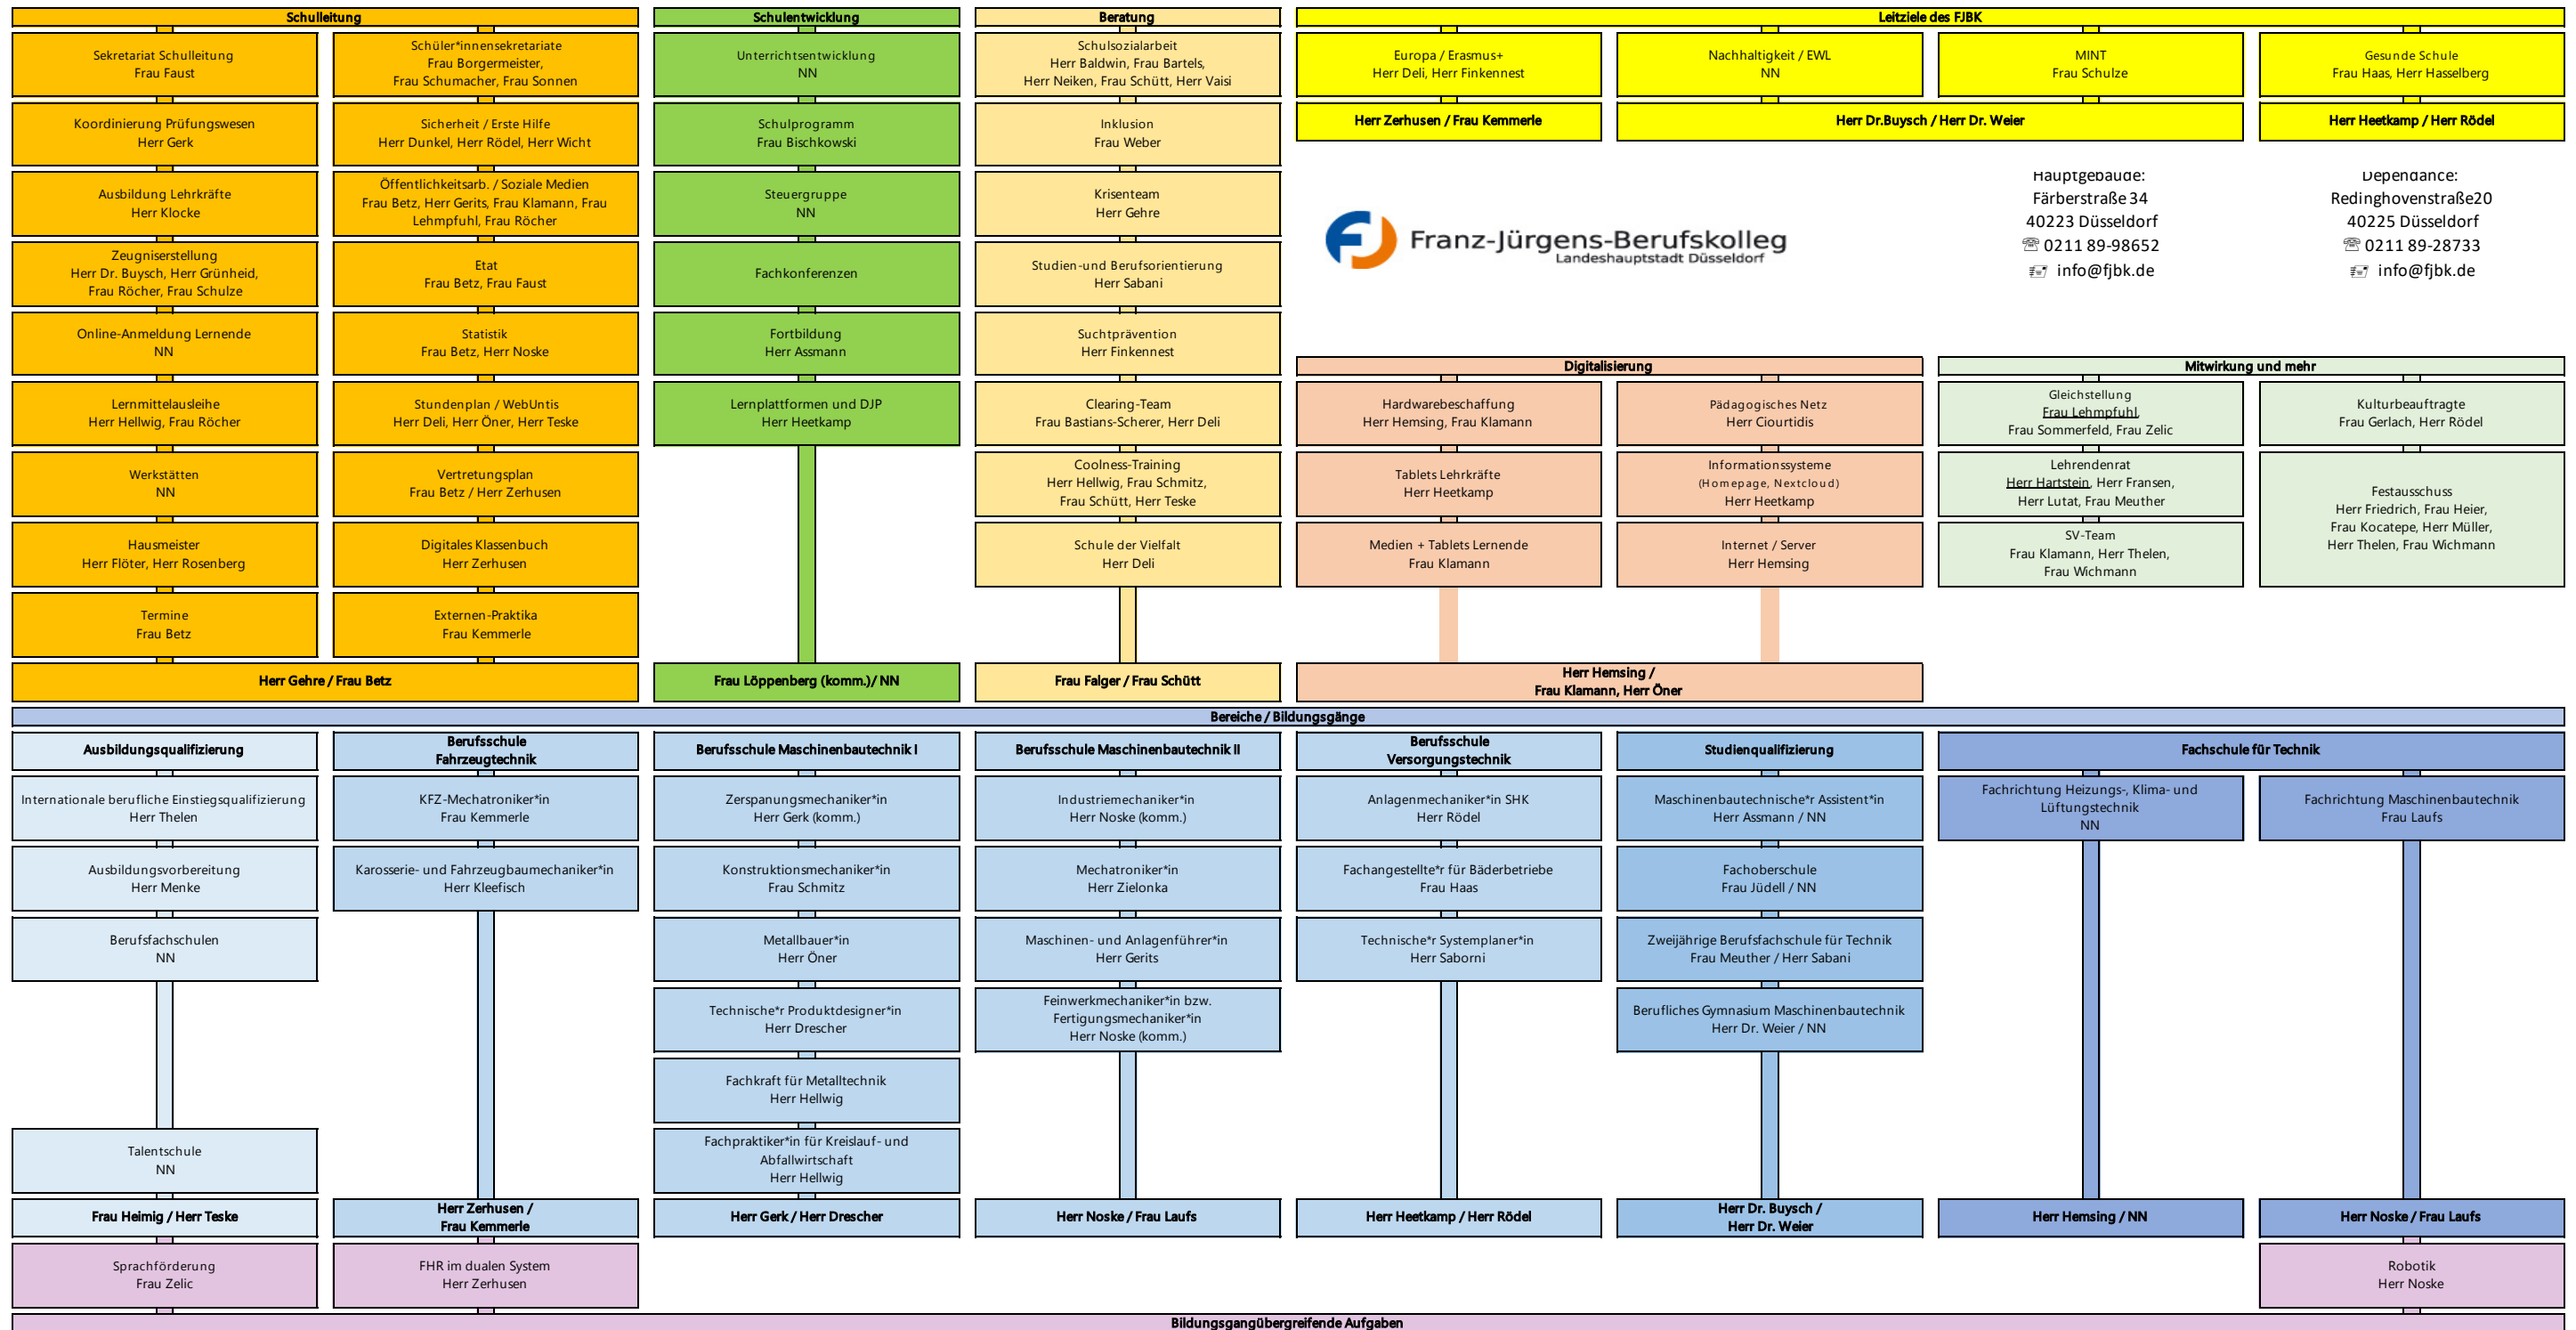 Schulleitung
Sekretariat Schulleitung
Frau Faust
Schüler*innensekretariate
Frau Borgermeister,
Frau Schumacher, Frau Sonnen
Koordinierung Prüfungswesen
Herr Gerk
Sicherheit / Erste Hilfe
Herr Dunkel, Herr Rödel, Herr Wicht
Ausbildung Lehrkräfte
Herr Klocke
Öffentlichkeitsarb. / Soziale Medien
Frau Betz, Herr Gerits, Frau Klamann, Frau
Lehmpfuhl, Frau Röcher
Zeugniserstellung
Herr Dr. Buysch, Herr Grünheid,
Frau Röcher, Frau Schulze
Etat
Frau Betz, Frau Faust
Online-Anmeldung Lernende
NN
Statistik
Frau Betz, Herr Noske
Lernmittelausleihe
Herr Hellwig, Frau Röcher
Stundenplan / WebUntis
Herr Deli, Herr Öner, Herr Teske
Werkstätten
NN
Vertretungsplan
Frau Betz / Herr Zerhusen
Hausmeister
Herr Flöter, Herr Rosenberg
Digitales Klassenbuch
Herr Zerhusen
Termine
Frau Betz
Externen-Praktika
Frau Kemmerle
Herr Gehre / Frau Betz
Schulentwicklung
Unterrichtsentwicklung
NN
Schulprogramm
Frau Bischkowski
Steuergruppe
NN
Fachkonferenzen
Fortbildung
Herr Assmann
Lernplattformen und DJP
Herr Heetkamp
Frau Löppenberg (komm.)/ NN
Beratung
Schulsozialarbeit
Herr Baldwin, Frau Bartels,
Herr Neiken, Frau Schütt, Herr Vaisi
Inklusion
Frau Weber
Krisenteam
Herr Gehre
Studien-und Berufsorientierung
Herr Sabani
Suchtprävention
Herr Finkennest
Clearing-Team
Frau Bastians-Scherer, Herr Deli
Coolness-Training
Herr Hellwig, Frau Schmitz,
Frau Schütt, Herr Teske
Schule der Vielfalt
Herr Deli
Frau Falger / Frau Schütt
Leitziele des FJBK
Europa / Erasmus+
Herr Deli, Herr Finkennest
Nachhaltigkeit / EWL
NN
MINT
Frau Schulze
Gesunde Schule
Frau Haas, Herr Hasselberg
Herr Zerhusen / Frau Kemmerle
Herr Dr.Buysch / Herr Dr. Weier
Herr Heetkamp / Herr Rödel
Franz-Jürgens-Berufskolleg
Landeshauptstadt Düsseldorf
Hauptgebäude:
Färberstraße 34
40223 Düsseldorf
☏ 0211 89-98652
info@fjbk.de
Dependance:
Redinghovenstraße20
40225 Düsseldorf
☏ 0211 89-28733
info@fjbk.de
Digitalisierung
Hardwarebeschaffung
Herr Hemsing, Frau Klamann
Pädagogisches Netz
Herr Ciourtidis
Tablets Lehrkräfte
Herr Heetkamp
Informationssysteme
(Homepage, Nextcloud)
Herr Heetkamp
Medien + Tablets Lernende
Frau Klamann
Internet / Server
Herr Hemsing
Herr Hemsing /
Frau Klamann, Herr Öner
Mitwirkung und mehr
Gleichstellung
Frau Lehmpfuhl,
Frau Sommerfeld, Frau Zelic
Kulturbeauftragte
Frau Gerlach, Herr Rödel
Lehrendenrat
Herr Hartstein, Herr Fransen,
Herr Lutat, Frau Meuther
Festausschuss
Herr Friedrich, Frau Heier,
Frau Kocatepe, Herr Müller,
Herr Thelen, Frau Wichmann
SV-Team
Frau Klamann, Herr Thelen,
Frau Wichmann
Bereiche / Bildungsgänge
Ausbildungsqualifizierung
Internationale berufliche Einstiegsqualifizierung
Herr Thelen
Ausbildungsvorbereitung
Herr Menke
Berufsfachschulen
NN
Talentschule
NN
Frau Heimig / Herr Teske
Sprachförderung
Frau Zelic
Berufsschule
Fahrzeugtechnik
KFZ-Mechatroniker*in
Frau Kemmerle
Karosserie- und Fahrzeugbaumechaniker*in
Herr Kleefisch
Herr Zerhusen /
Frau Kemmerle
FHR im dualen System
Herr Zerhusen
Berufsschule Maschinenbautechnik I
Zerspanungsmechaniker*in
Herr Gerk (komm.)
Konstruktionsmechaniker*in
Frau Schmitz
Metallbauer*in
Herr Öner
Technische*r Produktdesigner*in
Herr Drescher
Fachkraft für Metalltechnik
Herr Hellwig
Fachpraktiker*in für Kreislauf- und
Abfallwirtschaft
Herr Hellwig
Herr Gerk / Herr Drescher
Berufsschule Maschinenbautechnik II
Industriemechaniker*in
Herr Noske (komm.)
Mechatroniker*in
Herr Zielonka
Maschinen- und Anlagenführer*in
Herr Gerits
Feinwerkmechaniker*in bzw.
Fertigungsmechaniker*in
Herr Noske (komm.)
Herr Noske / Frau Laufs
Berufsschule
Versorgungstechnik
Anlagenmechaniker*in SHK
Herr Rödel
Fachangestellte*r für Bäderbetriebe
Frau Haas
Technische*r Systemplaner*in
Herr Saborni
Herr Heetkamp / Herr Rödel
Studienqualifizierung
Maschinenbautechnische*r Assistent*in
Herr Assmann / NN
Fachoberschule
Frau Jüdell / NN
Zweijährige Berufsfachschule für Technik
Frau Meuther / Herr Sabani
Berufliches Gymnasium Maschinenbautechnik
Herr Dr. Weier / NN
Herr Dr. Buysch /
Herr Dr. Weier
Fachschule für Technik
Fachrichtung Heizungs-, Klima- und
Lüftungstechnik
NN
Herr Hemsing / NN
Fachrichtung Maschinenbautechnik
Frau Laufs
Herr Noske / Frau Laufs
Robotik
Herr Noske
Bildungsgangübergreifende Aufgaben